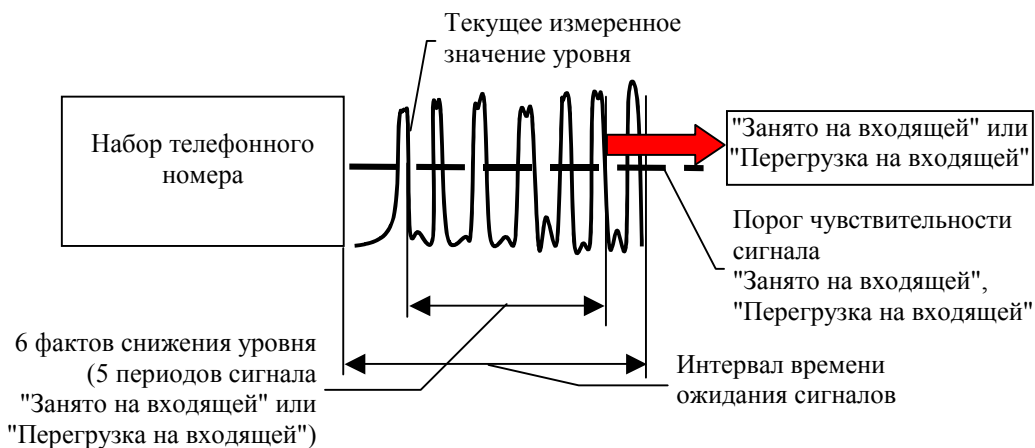 Текущее измеренное
значение уровня
Набор телефонного
номера
"Занято на входящей" или
"Перегрузка на входящей"
Порог чувствительности
сигнала
"Занято на входящей",
"Перегрузка на входящей"
6 фактов снижения уровня
(5 периодов сигнала
"Занято на входящей" или
"Перегрузка на входящей")
Интервал времени
ожидания сигналов